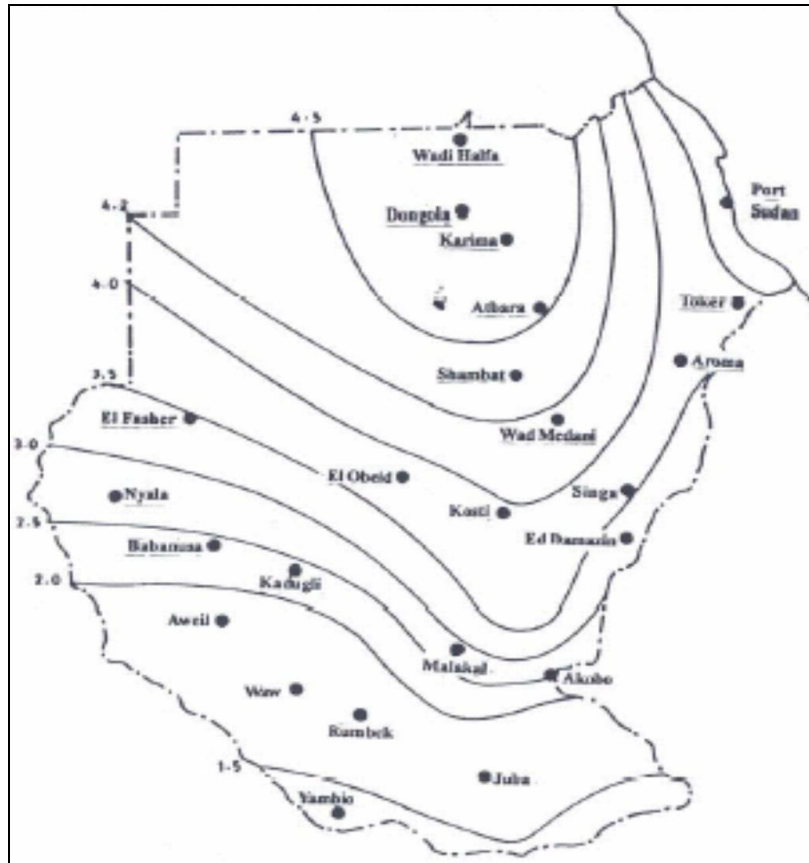 4.5
Wadi Halfa
Port
Sudan
4.2
Dongola
Karima
4.0
Atbara
Toker
Shambat
Aroma
3.5
El Fasher
Wad Medani
3.0
El Obeid
Singa
Nyala
Kosti
2.5
Ed Damazin
Babanusa
Kadugli
2.0
Aweil
Malakal
Akobo
Waw
Rumbek
1.5
Juba
Yambio